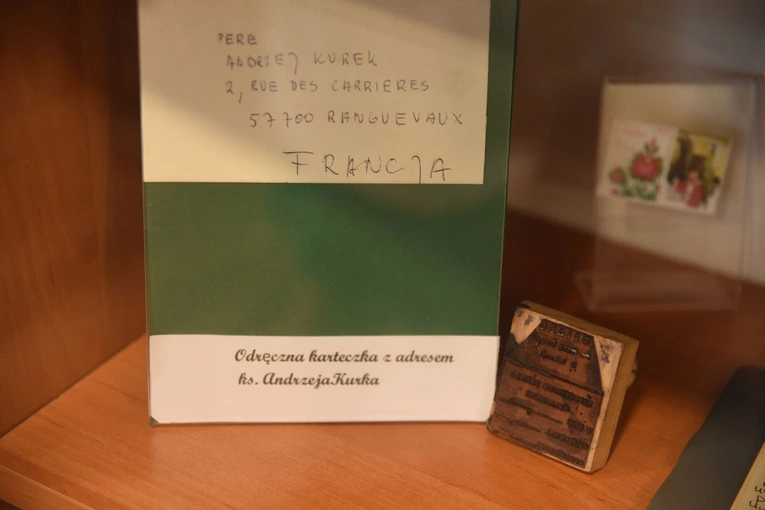 PERE
ANDRZEJ KUREK
2, RUE DES CARRIERES
57700 RANGUEVAUX
FRANCJA
Odręczna karteczka z adresem
ks. AndrzejaKurka